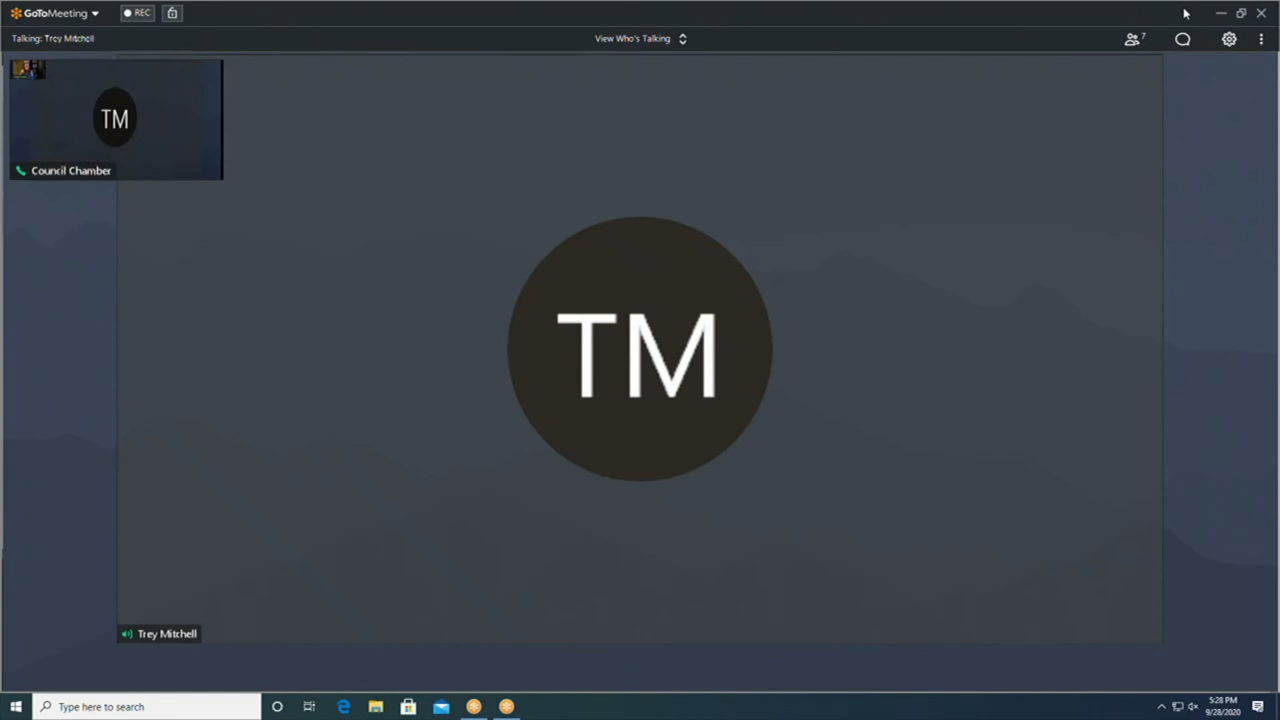 GoToMeeting
REC
Talking: Trey Mitchell
View Who's Talking
7
TM
Council Chamber
TM
Trey Mitchell
Type here to search
5:28 PM
9/28/2020